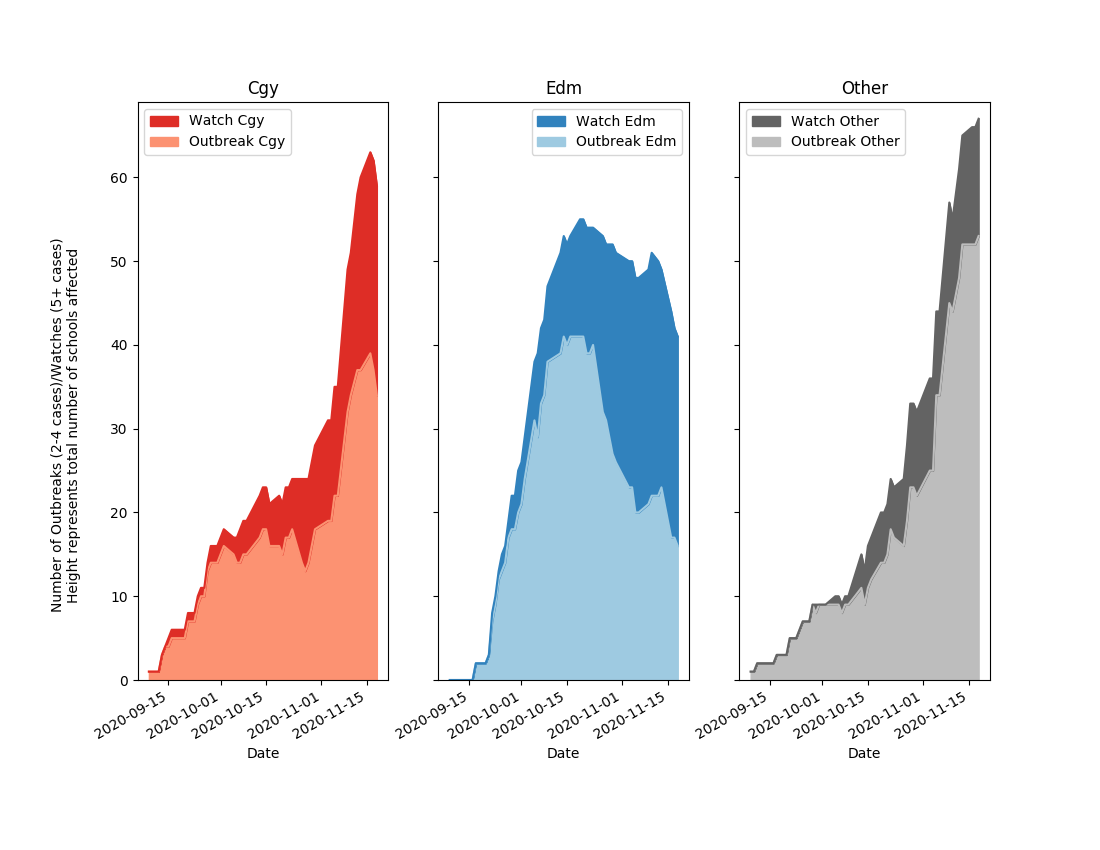 Cgy
Edm
Other
Watch Cgy
Outbreak Cgy
Watch Edm
Outbreak Edm
Watch Other
Outbreak Other
Number of Outbreaks (2-4 cases)/Watches (5+ cases)
Height represents total number of schools affected
60
50
40
30
20
10
0
2020-09-15
2020-10-01
2020-10-15
2020-11-01
2020-11-15
2020-09-15
2020-10-01
2020-10-15
2020-11-01
2020-11-15
2020-09-15
2020-10-01
2020-10-15
2020-11-01
2020-11-15
Date
Date
Date